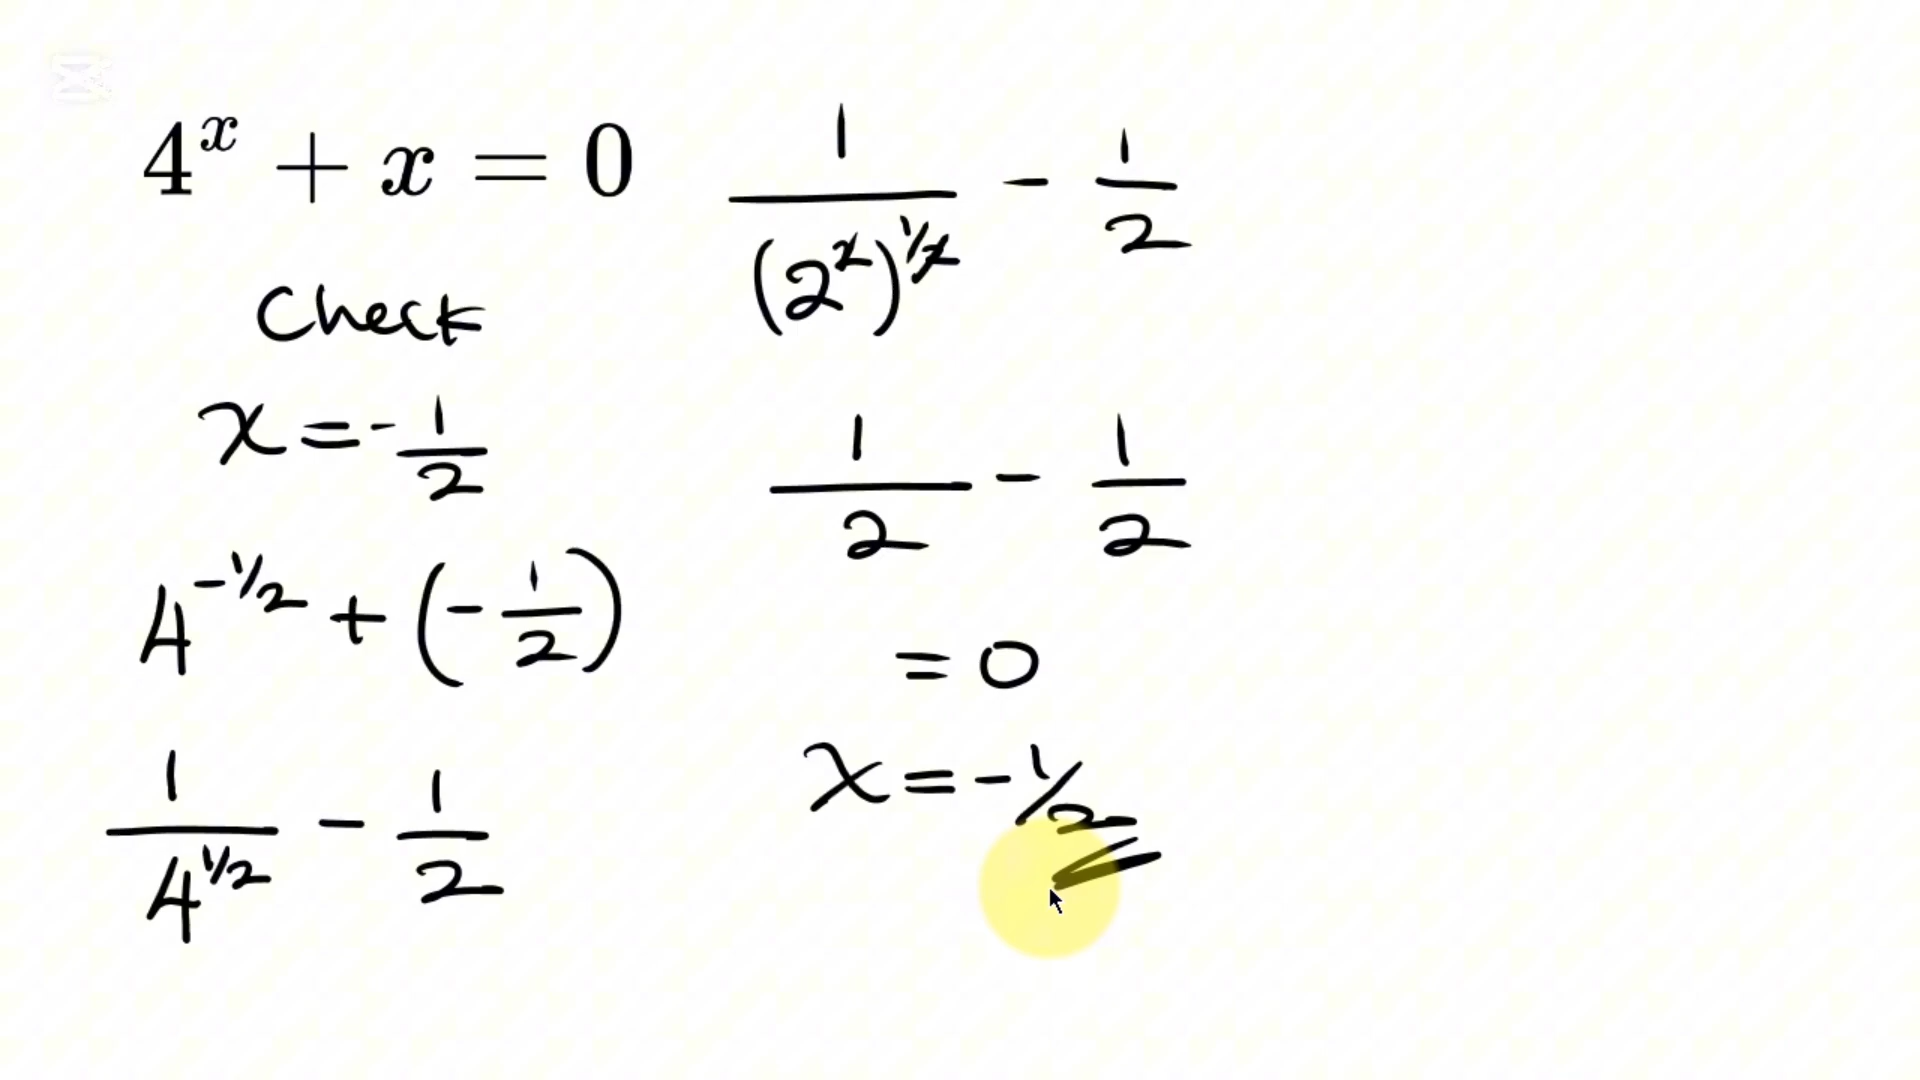 4^x + x = 0
Check
x = -1/2
4^(-1/2) + (-1/2)
1/4^(1/2) - 1/2
1/(2^2)^(1/2) - 1/2
1/2 - 1/2
= 0
x = -1/2